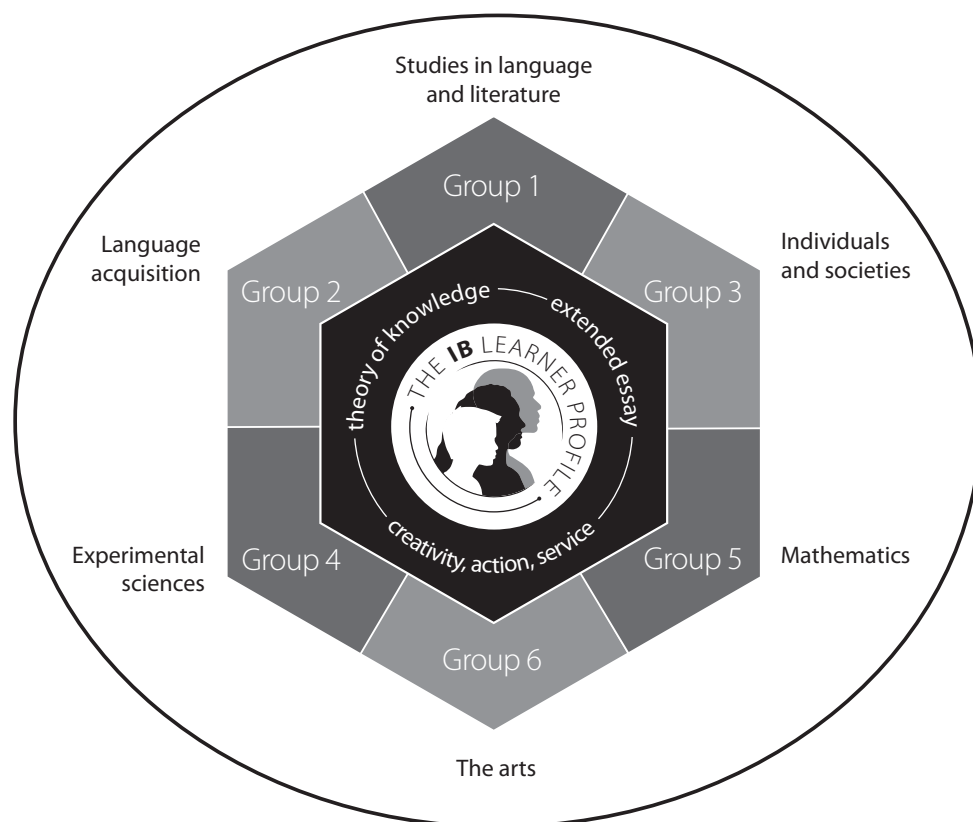 Studies in language
and literature
Group 1
Language
acquisition
Individuals
and societies
Group 2
Group 3
theory of knowledge
extended essay
THE IB LEARNER PROFILE
creativity, action, service
Experimental
sciences
Group 4
Group 5
Mathematics
Group 6
The arts